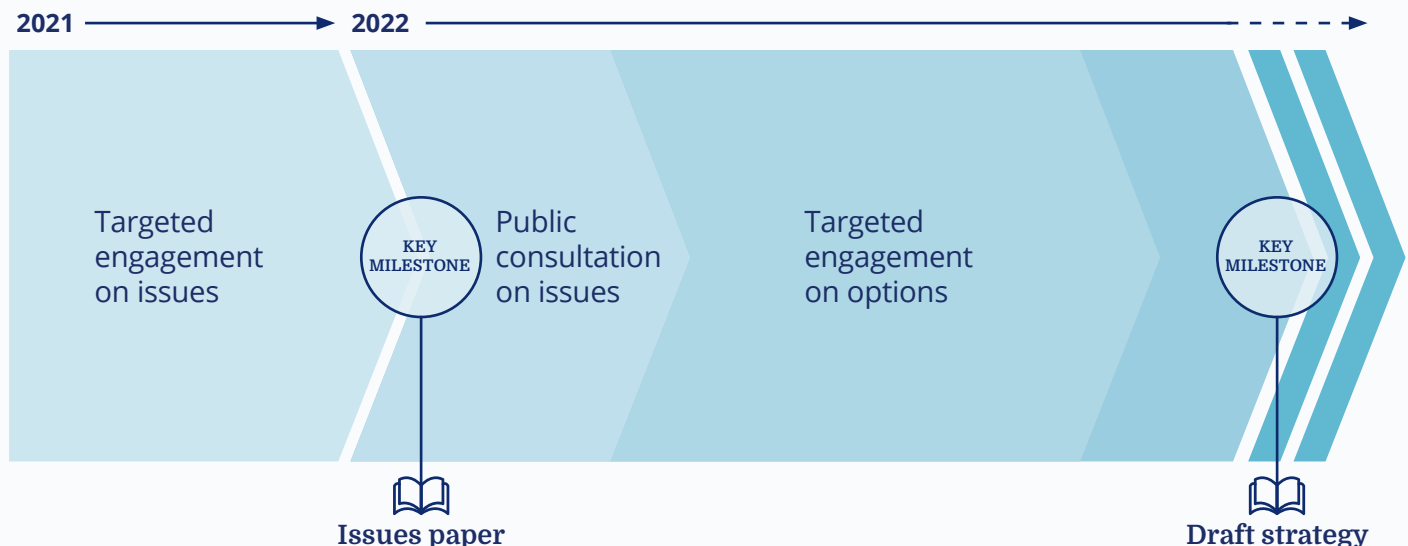 2021
2022
Targeted
engagement
on issues
KEY
MILESTONE
Public
consultation
on issues
Targeted
engagement
on options
KEY
MILESTONE
Issues paper
Draft strategy